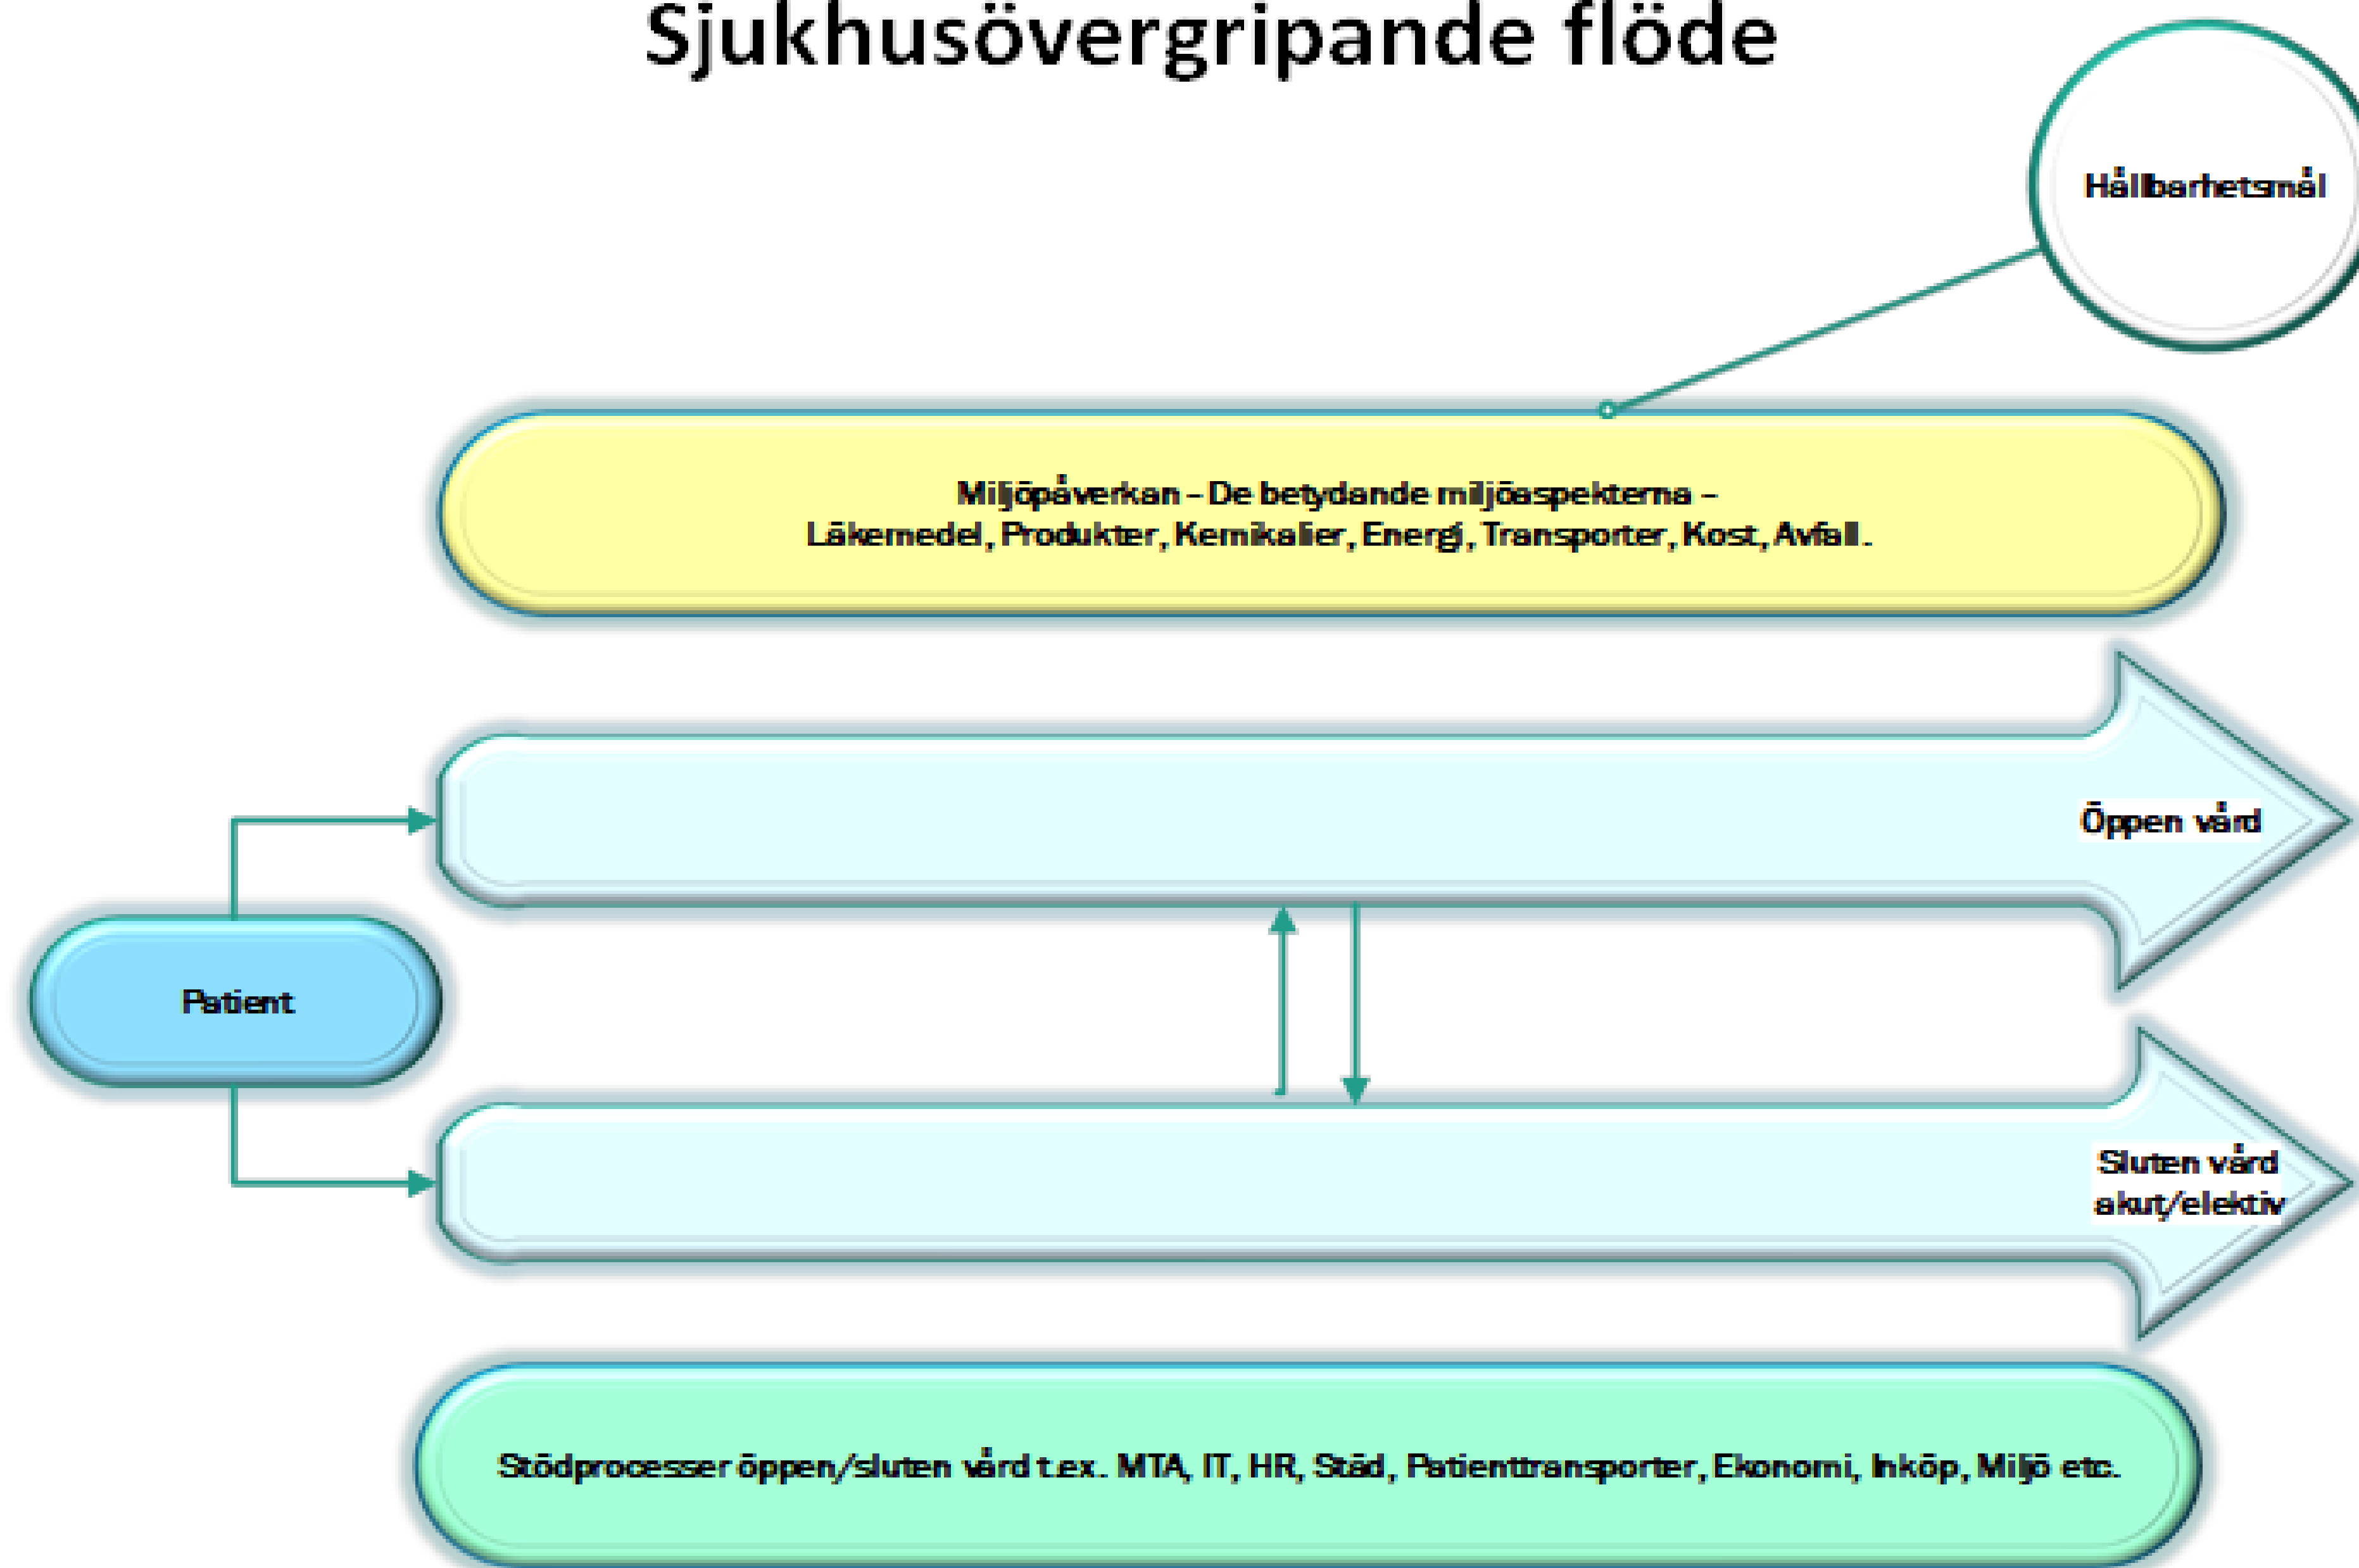 Sjukhusövergripande flöde
Hållbarhetsmål
Miljöpåverkan – De betydande miljöaspekterna –
Läkemedel, Produkter, Kemikalier, Energi, Transporter, Kost, Avfall.
Öppen vård
Patient
Sluten vård
akut/elektiv
Stödprocesser öppen/sluten vård t.ex. MTA, IT, HR, Städ, Patienttransporter, Ekonomi, Inköp, Miljö etc.